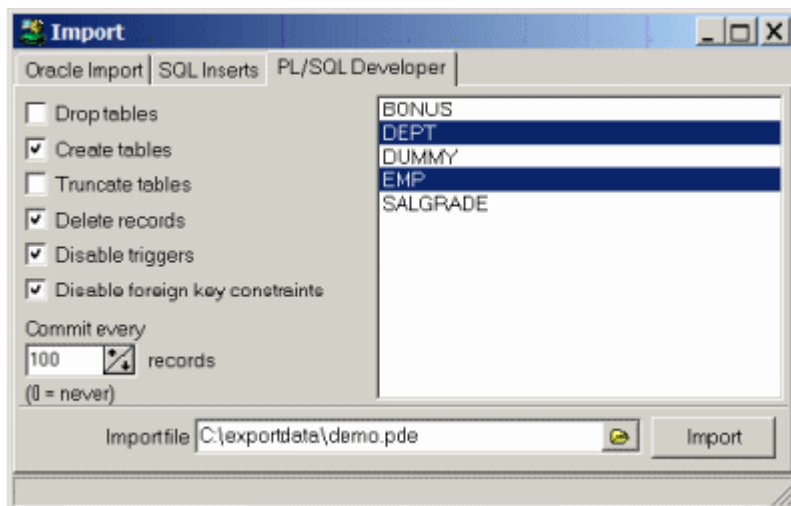 Import
Oracle Import SQL Inserts PL/SQL Developer
Drop tables
Create tables
Truncate tables
Delete records
Disable triggers
Disable foreign key constraints
Commit every
100 records
(0 = never)
BONUS
DEPT
DUMMY
EMP
SALGRADE
Import file C:\exportdata\demo.pde Import